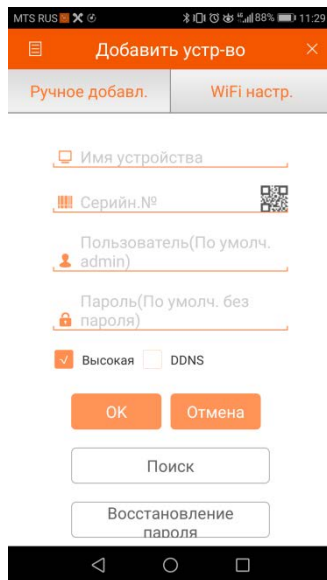 MTS RUS 88% 11:29
Добавить устр-во ×
Ручное добавл. WiFi настр.
Имя устройства
Серийн.№
Пользователь(По умолч.
admin)
Пароль(По умолч. без
пароля)
Высокая DDNS
OK Отмена
Поиск
Восстановление
пароля